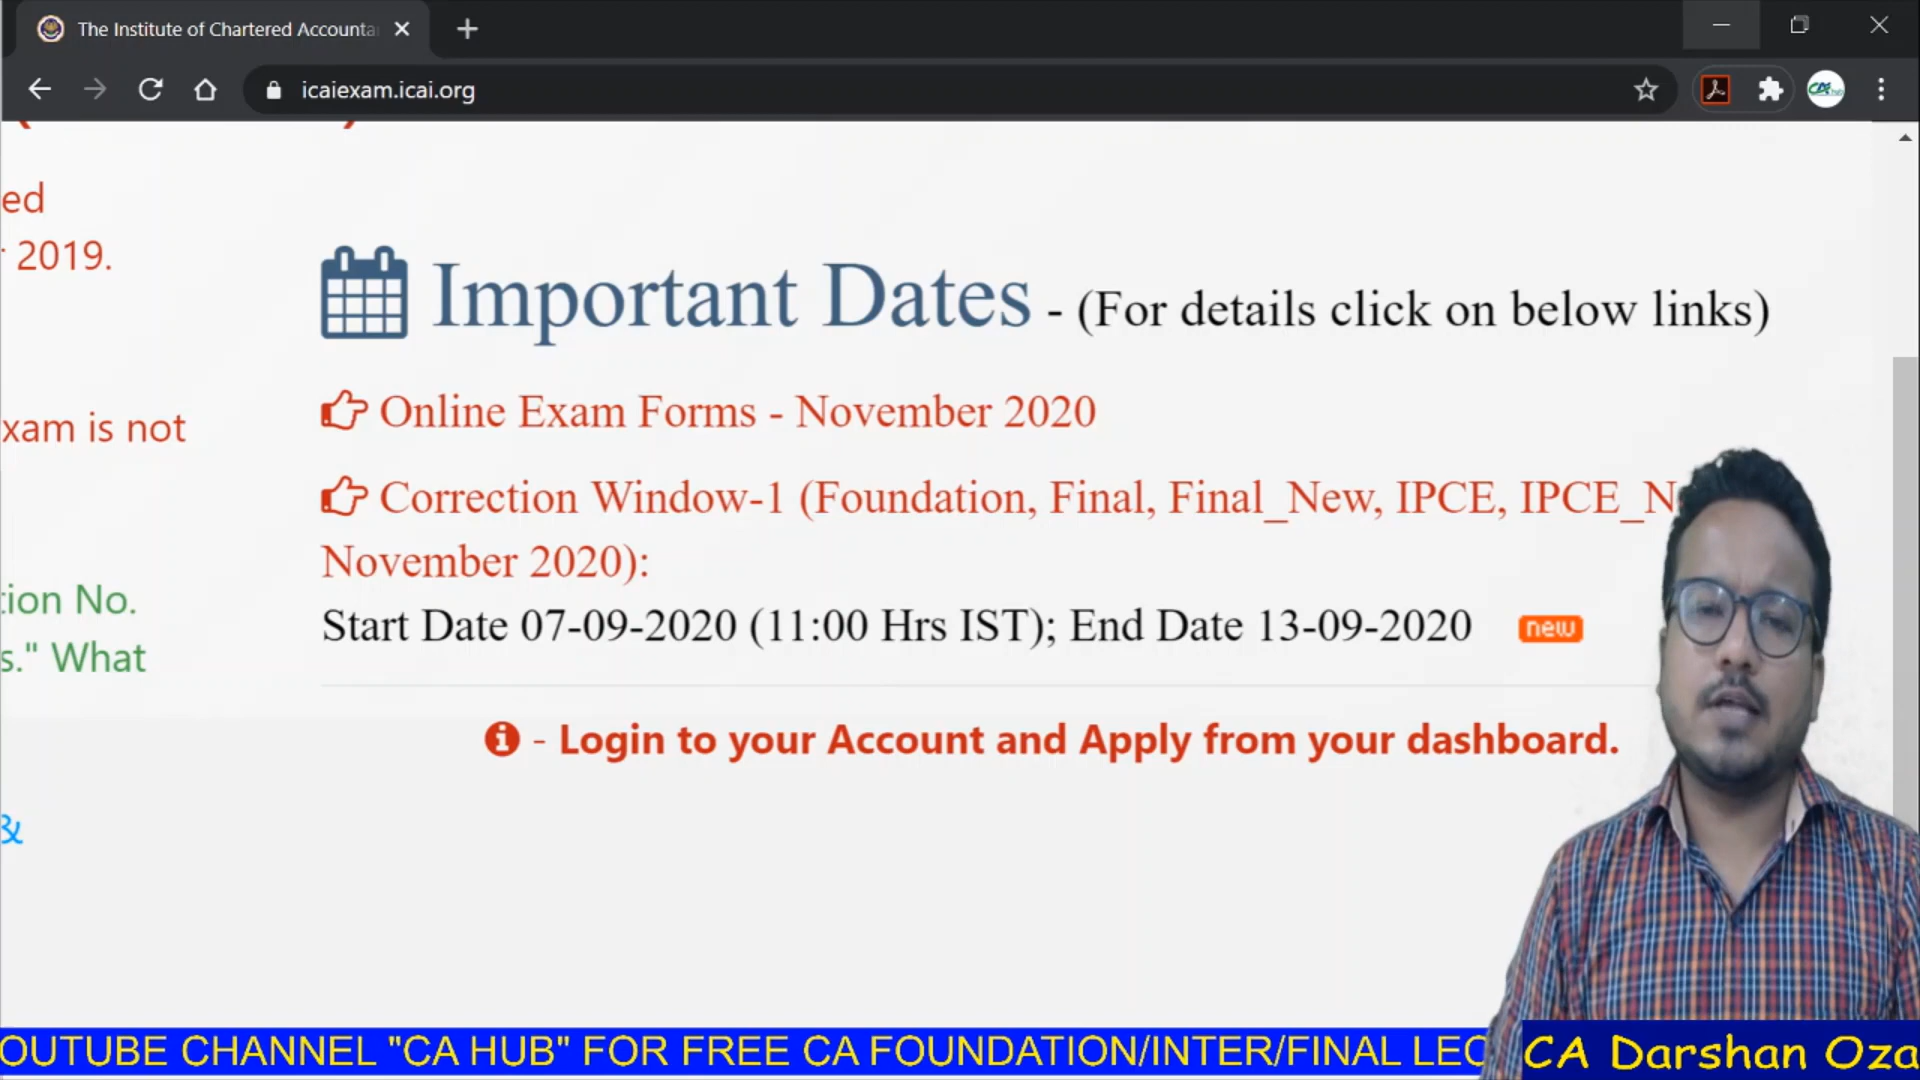 The Institute of Chartered Accounta
icaiexam.icai.org
ed
2019.
Important Dates - (For details click on below links)
Online Exam Forms - November 2020
xam is not
Correction Window-1 (Foundation, Final, Final_New, IPCE, IPCE_N
November 2020):
tion No.
Start Date 07-09-2020 (11:00 Hrs IST); End Date 13-09-2020 new
s." What
- Login to your Account and Apply from your dashboard.
&
OUTUBE CHANNEL "CA HUB" FOR FREE CA FOUNDATION/INTER/FINAL LEC
CA Darshan Oza